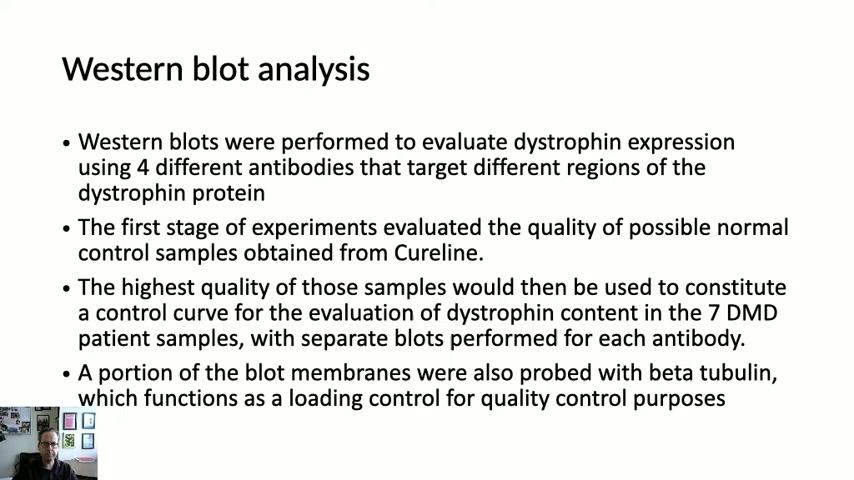 Western blot analysis
• Western blots were performed to evaluate dystrophin expression
using 4 different antibodies that target different regions of the
dystrophin protein
• The first stage of experiments evaluated the quality of possible normal
control samples obtained from Cureline.
• The highest quality of those samples would then be used to constitute
a control curve for the evaluation of dystrophin content in the 7 DMD
patient samples, with separate blots performed for each antibody.
• A portion of the blot membranes were also probed with beta tubulin,
which functions as a loading control for quality control purposes